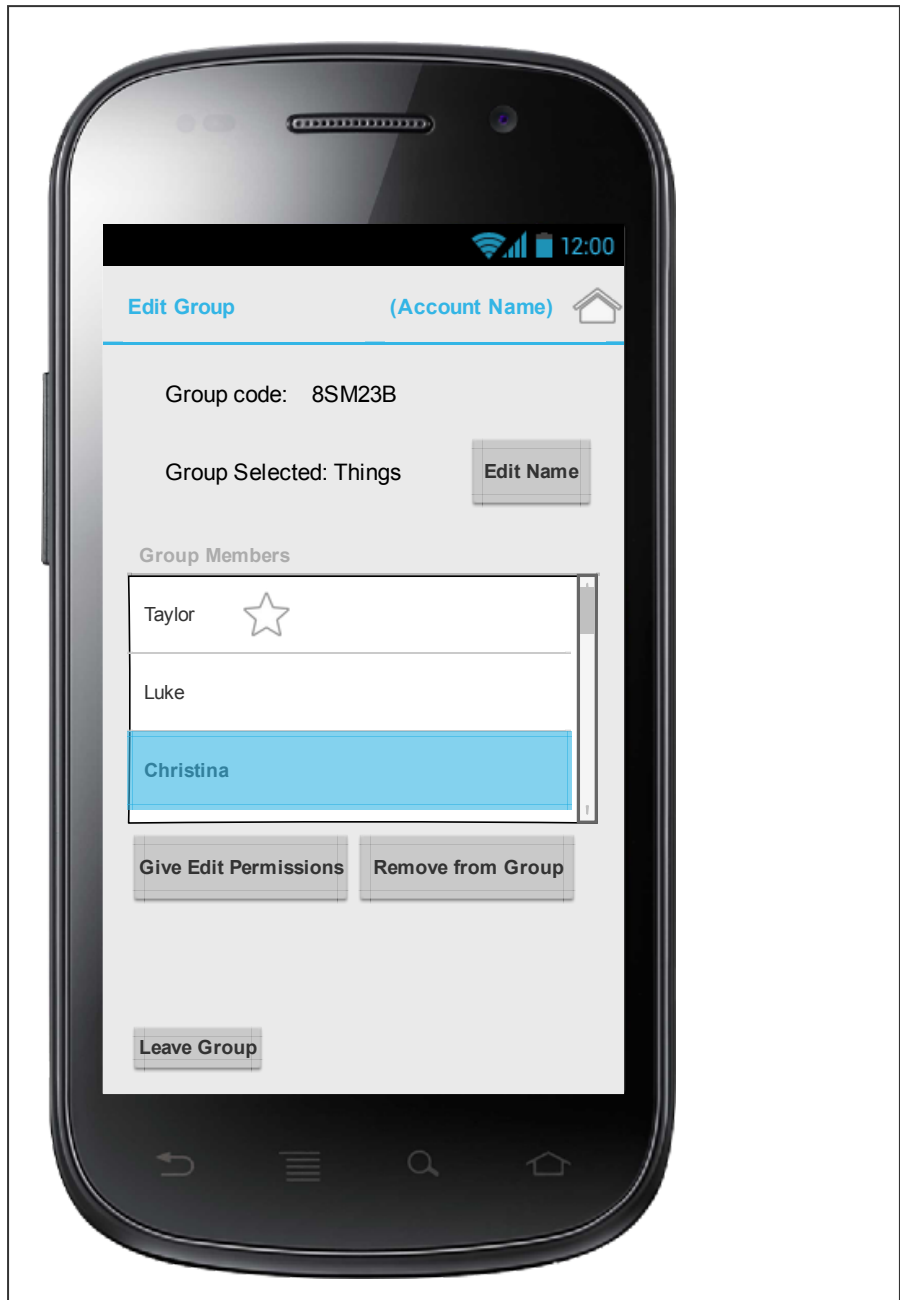 12:00
Edit Group (Account Name)
Group code: 8SM23B
Group Selected: Things Edit Name
Group Members
Taylor
Luke
Christina
Give Edit Permissions Remove from Group
Leave Group